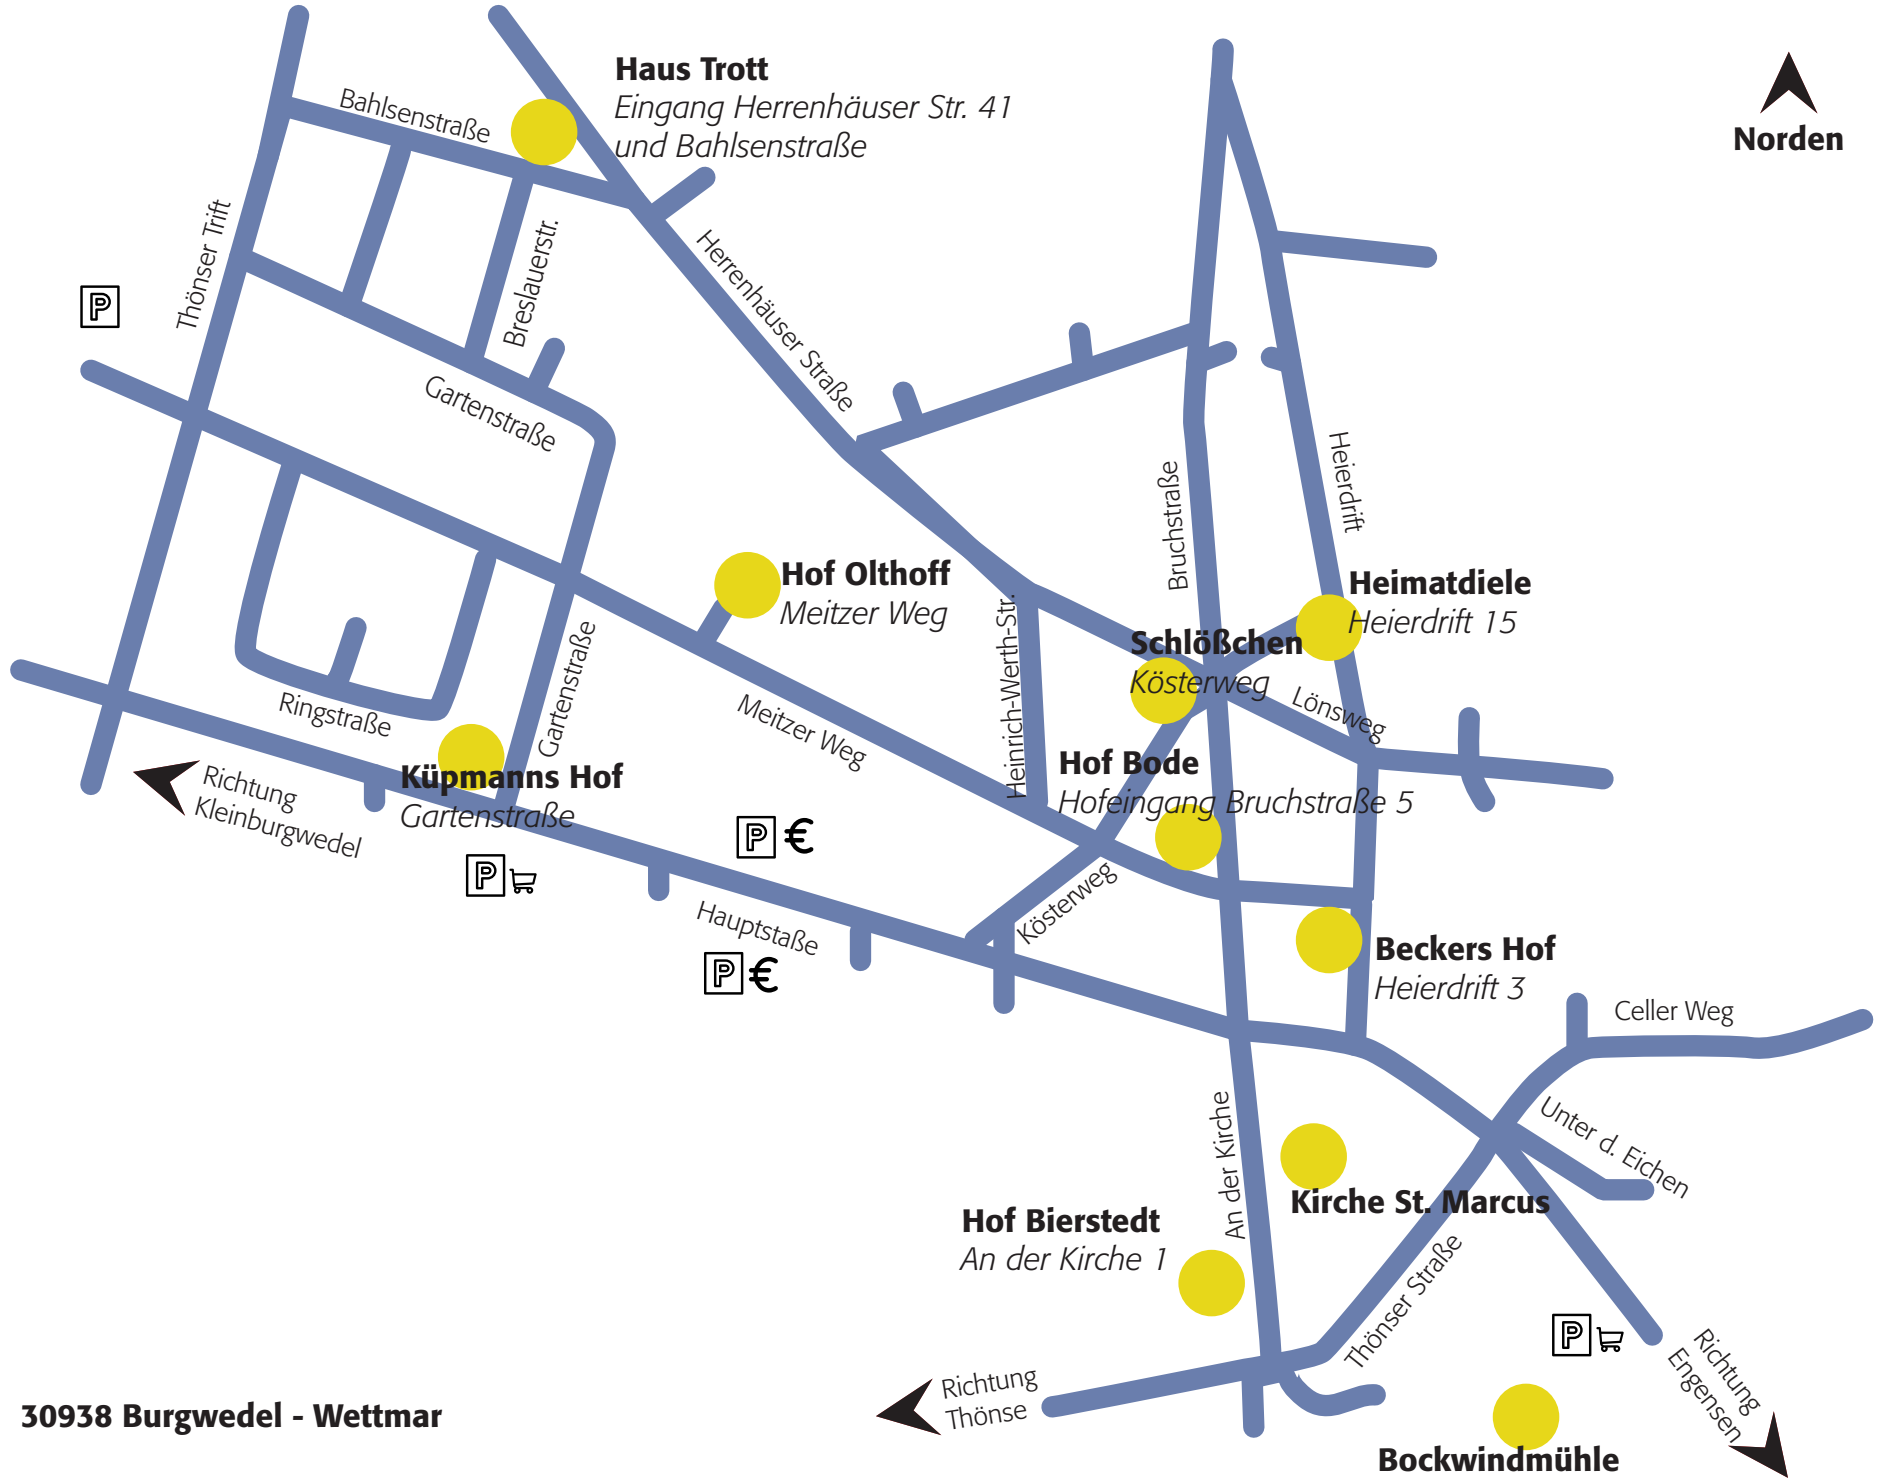 Haus Trott
Eingang Herrenhäuser Str. 41
und Bahlsenstraße
Norden
Bahlsenstraße
Thönser Trift
Breslauerstr.
Herrenhäuser Straße
P
Gartenstraße
Bruchstraße
Heierdrift
Hof Olthoff
Meitzer Weg
Heimatdiele
Heierdrift 15
Schlößchen
Kösterweg
Heinrich-Werth-Str.
Gartenstraße
Ringstraße
Meitzer Weg
Lönsweg
Küpmanns Hof
Gartenstraße
Richtung
Kleinburgwedel
Hof Bode
Hofeingang Bruchstraße 5
P €
P
Hauptstaße
P €
Kösterweg
Beckers Hof
Heierdrift 3
Celler Weg
Unter d. Eichen
An der Kirche
Kirche St. Marcus
Hof Bierstedt
An der Kirche 1
Thönser Straße
P
Richtung
Engensen
Richtung
Thönse
30938 Burgwedel - Wettmar
Bockwindmühle